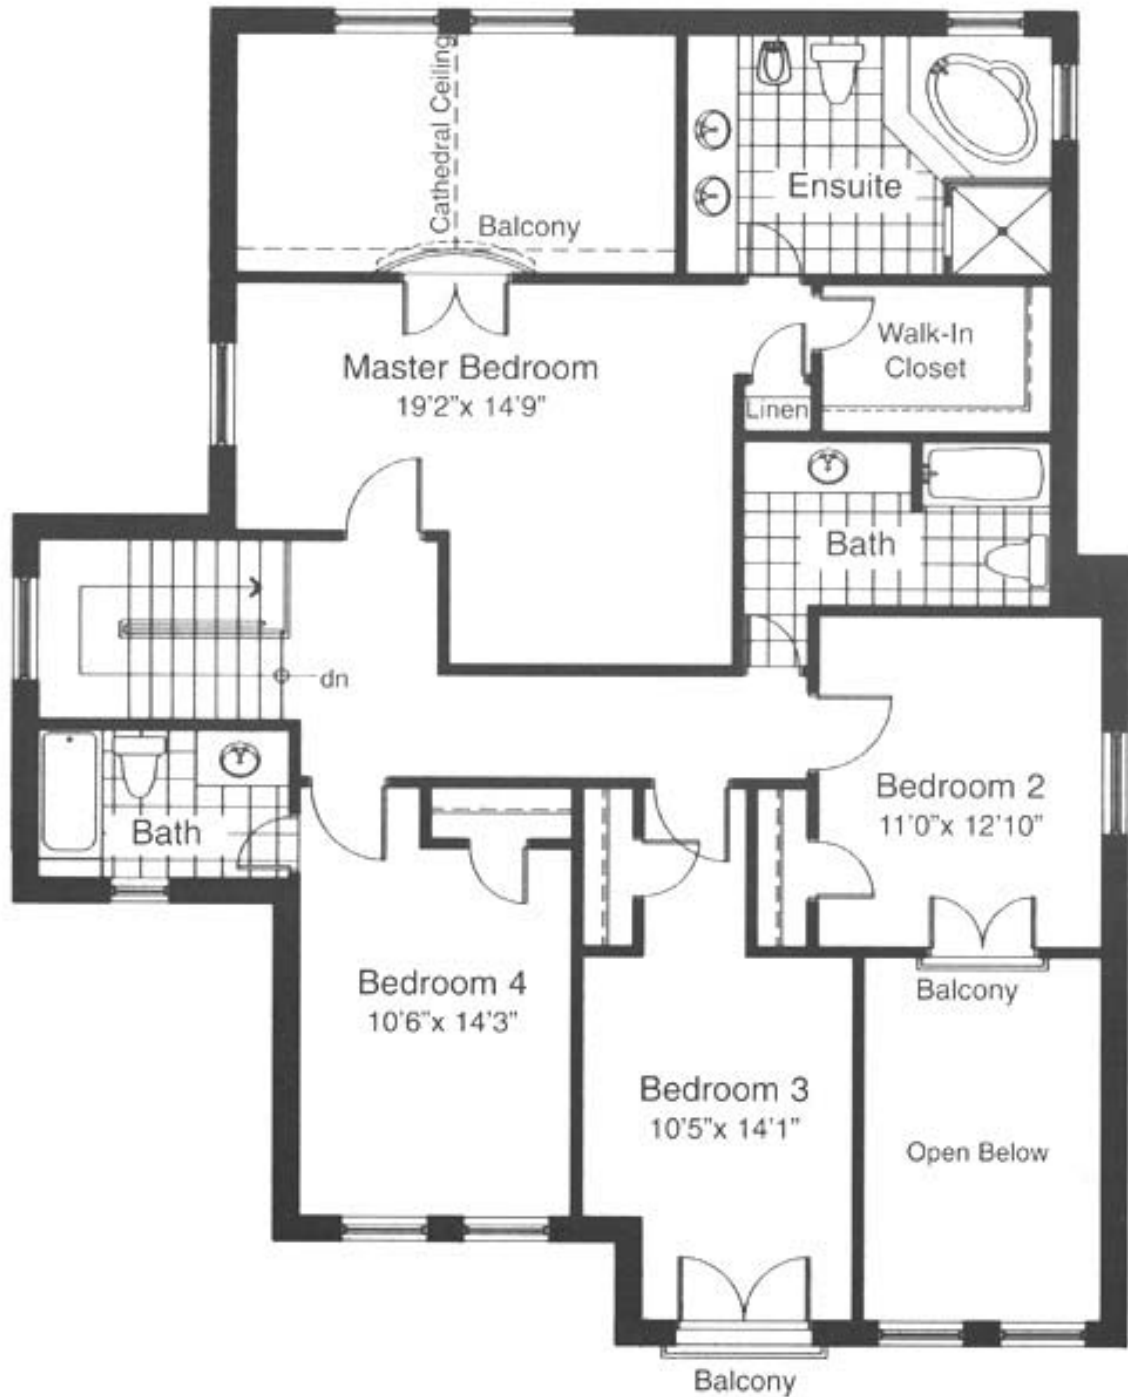 Cathedral Ceiling
Balcony
Ensuite
Master Bedroom
19'2"x 14'9"
Walk-In
Closet
Linen
Bath
dn
Bedroom 2
11'0"x 12'10"
Bath
Bedroom 4
10'6"x 14'3"
Balcony
Bedroom 3
10'5"x 14'1"
Open Below
Balcony